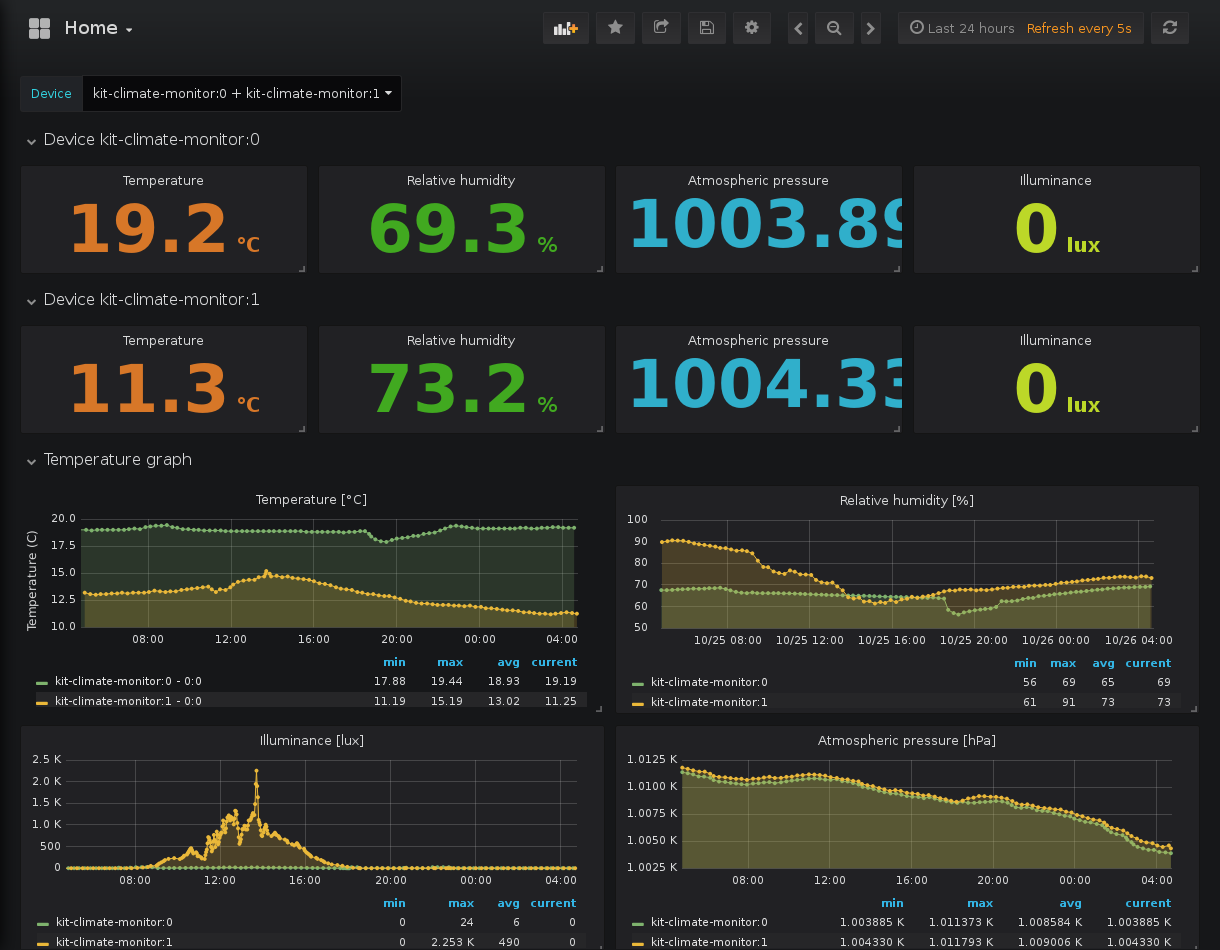 Home
Last 24 hours Refresh every 5s
Device kit-climate-monitor:0 + kit-climate-monitor:1
Device kit-climate-monitor:0
Temperature Relative humidity Atmospheric pressure Illuminance
19.2 °C 69.3 % 1003.89 0 lux
Device kit-climate-monitor:1
Temperature Relative humidity Atmospheric pressure Illuminance
11.3 °C 73.2 % 1004.33 0 lux
Temperature graph
Temperature [°C]
Temperature (C)
20.0
17.5
15.0
12.5
10.0
08:00 12:00 16:00 20:00 00:00 04:00
min max avg current
kit-climate-monitor:0 - 0:0 17.88 19.44 18.93 19.19
kit-climate-monitor:1 - 0:0 11.19 15.19 13.02 11.25
Relative humidity [%]
100
90
80
70
60
50
10/25 08:00 10/25 12:00 10/25 16:00 10/25 20:00 10/26 00:00 10/26 04:00
min max avg current
kit-climate-monitor:0 56 69 65 69
kit-climate-monitor:1 61 91 73 73
Illuminance [lux]
2.5 K
2.0 K
1.5 K
1.0 K
500
0
08:00 12:00 16:00 20:00 00:00 04:00
min max avg current
kit-climate-monitor:0 0 24 6 0
kit-climate-monitor:1 0 2.253 K 490 0
Atmospheric pressure [hPa]
1.0125 K
1.0100 K
1.0075 K
1.0050 K
1.0025 K
08:00 12:00 16:00 20:00 00:00 04:00
min max avg current
kit-climate-monitor:0 1.003885 K 1.011373 K 1.008584 K 1.003885 K
kit-climate-monitor:1 1.004330 K 1.011793 K 1.009006 K 1.004330 K